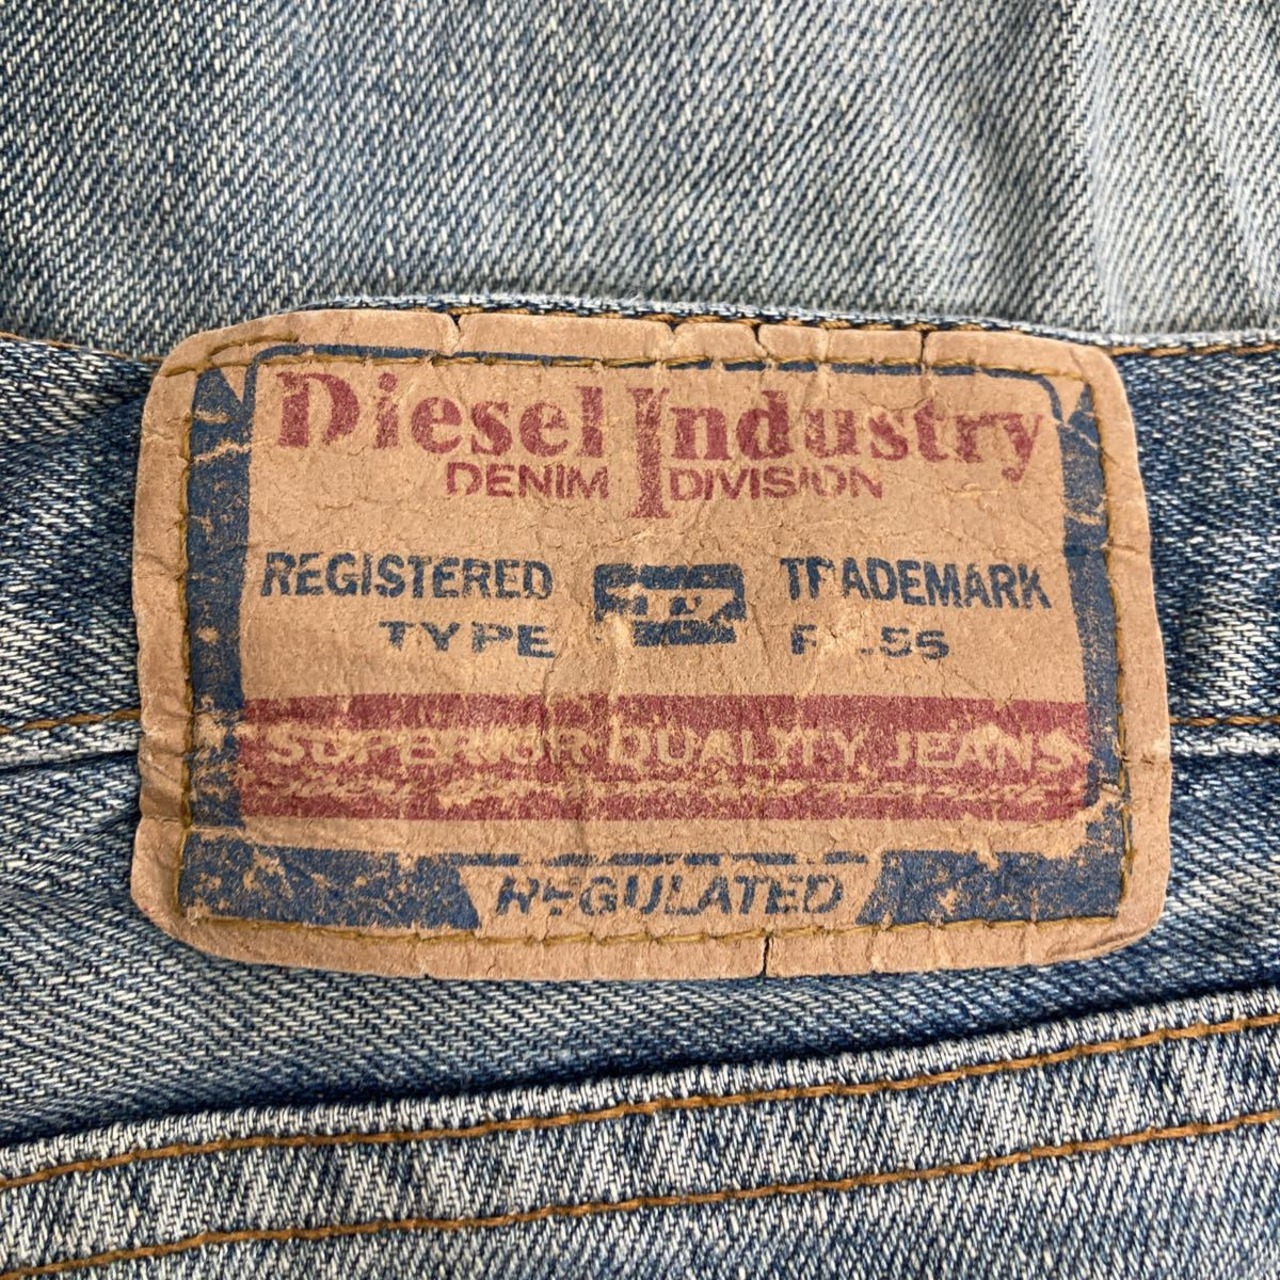 Diesel Industry
DENIM DIVISION
REGISTERED D TRADEMARK
TYPE
SUPERIOR QUALITY JEANS
REGULATED